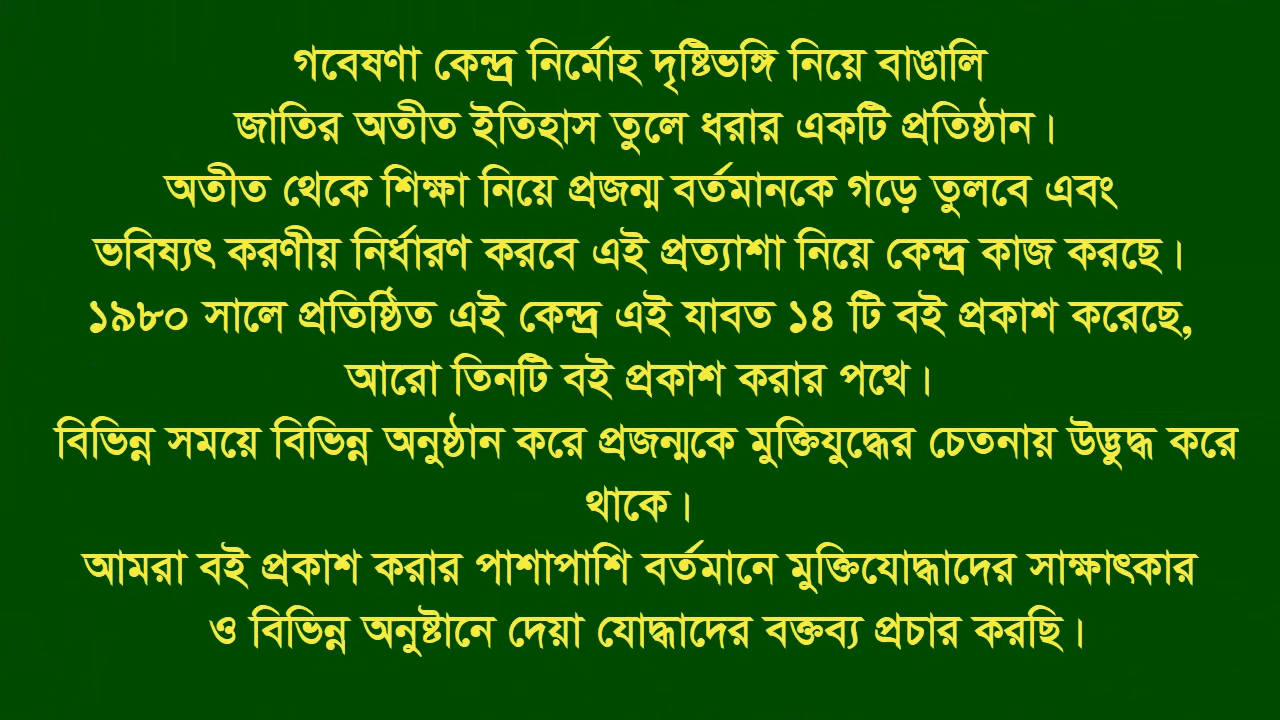 গবেষণা কেন্দ্র নির্মোহ দৃষ্টিভঙ্গি নিয়ে বাঙালি
জাতির অতীত ইতিহাস তুলে ধরার একটি প্রতিষ্ঠান।
অতীত থেকে শিক্ষা নিয়ে প্রজন্ম বর্তমানকে গড়ে তুলবে এবং
ভবিষ্যৎ করণীয় নির্ধারণ করবে এই প্রত্যাশা নিয়ে কেন্দ্র কাজ করছে।
১৯৮০ সালে প্রতিষ্ঠিত এই কেন্দ্র এই যাবত ১৪ টি বই প্রকাশ করেছে,
আরো তিনটি বই প্রকাশ করার পথে।
বিভিন্ন সময়ে বিভিন্ন অনুষ্ঠান করে প্রজন্মকে মুক্তিযুদ্ধের চেতনায় উদ্ভুদ্ধ করে
থাকে।
আমরা বই প্রকাশ করার পাশাপাশি বর্তমানে মুক্তিযোদ্ধাদের সাক্ষাৎকার
ও বিভিন্ন অনুষ্টানে দেয়া যোদ্ধাদের বক্তব্য প্রচার করছি।